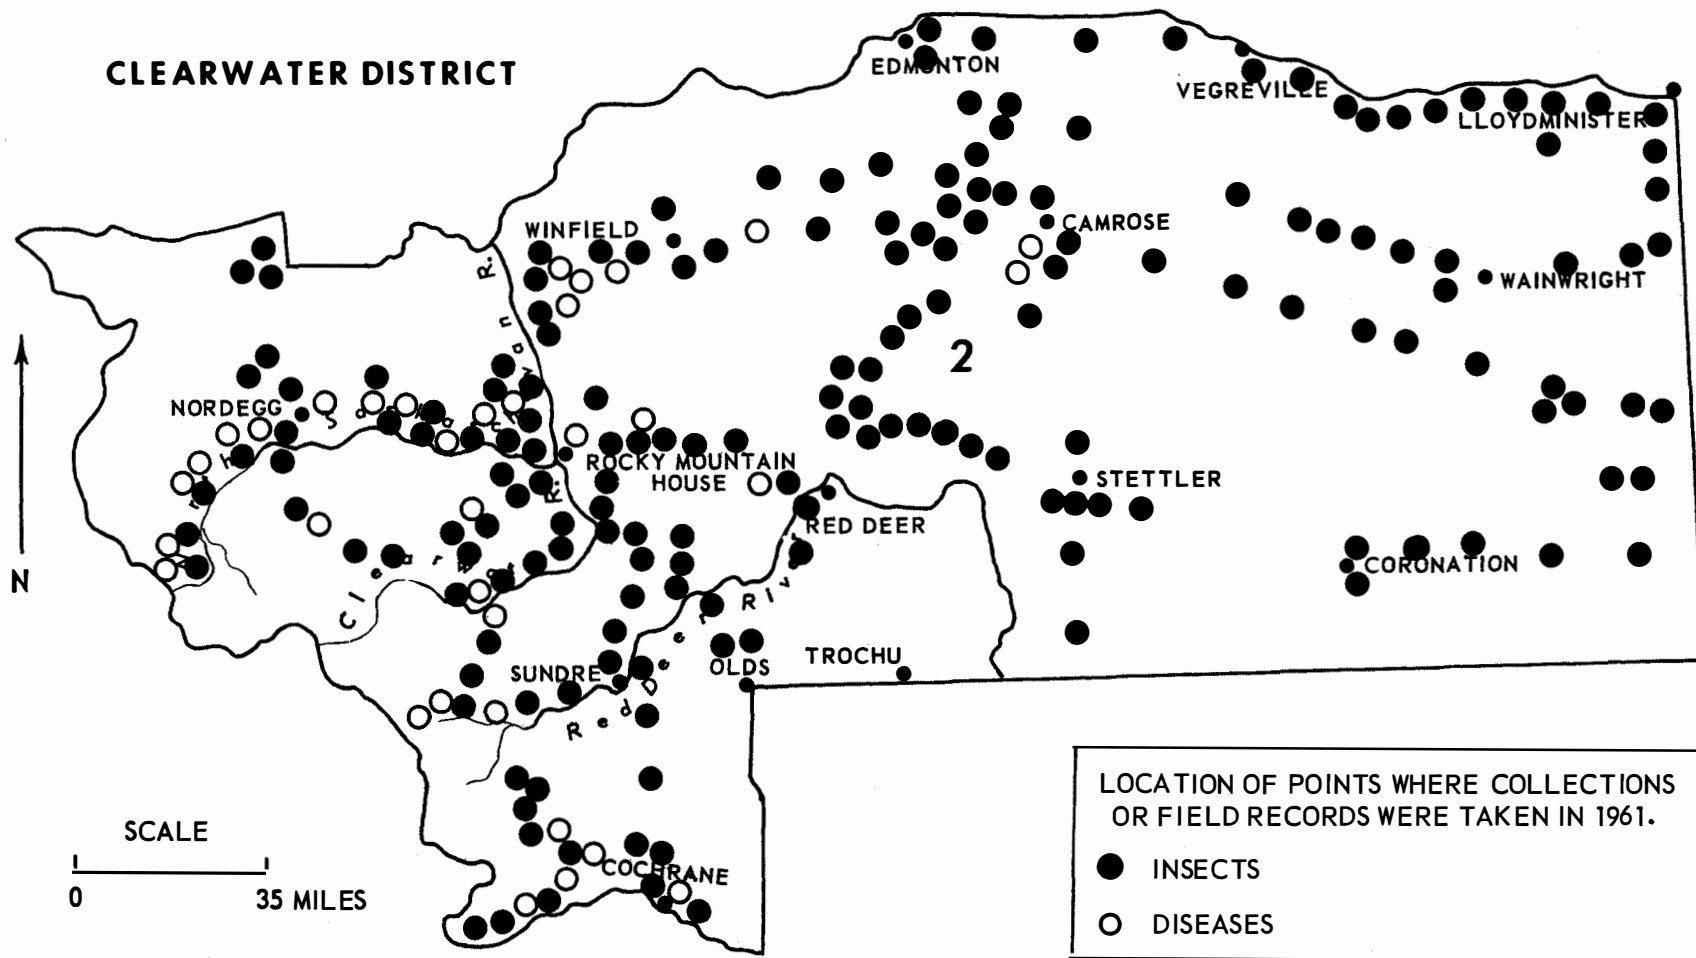 CLEARWATER DISTRICT
EDMONTON
VEGREVILLE
LLOYDMINISTER
WINFIELD
CAMROSE
WAINWRIGHT
R.
2
NORDEGG
ROCKY MOUNTAIN
HOUSE
R.
STETTLER
RED DEER
CORONATION
N
Red Deer River
SUNDRE
OLDS
TROCHU
COCHRANE
SCALE
0 35 MILES
LOCATION OF POINTS WHERE COLLECTIONS
OR FIELD RECORDS WERE TAKEN IN 1961.
INSECTS
DISEASES